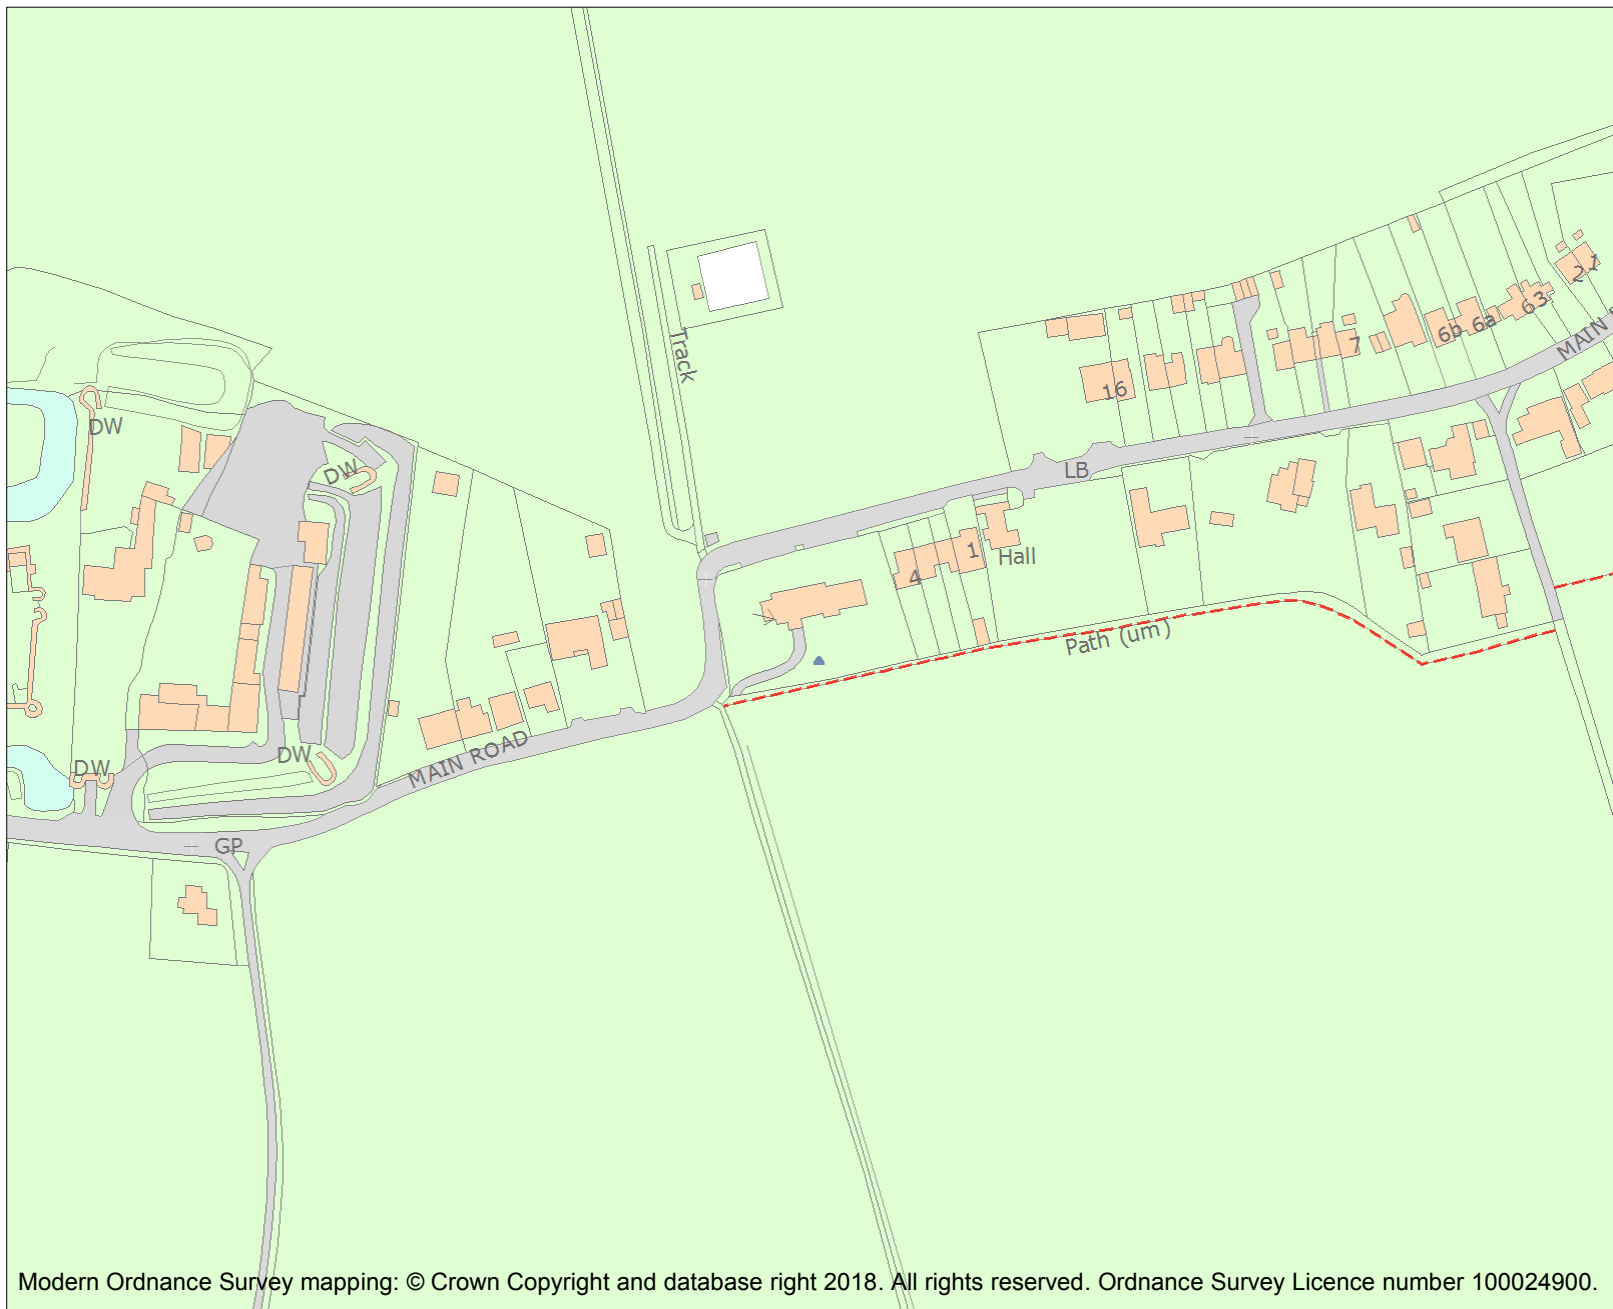 2 1
6 3
6a
6b
7
MAIN
Track
16
DW
DW
LB
Hall
1
4
Path (um)
MAIN ROAD
DW
DW
GP
Modern Ordnance Survey mapping: © Crown Copyright and database right 2018. All rights reserved. Ordnance Survey Licence number 100024900.